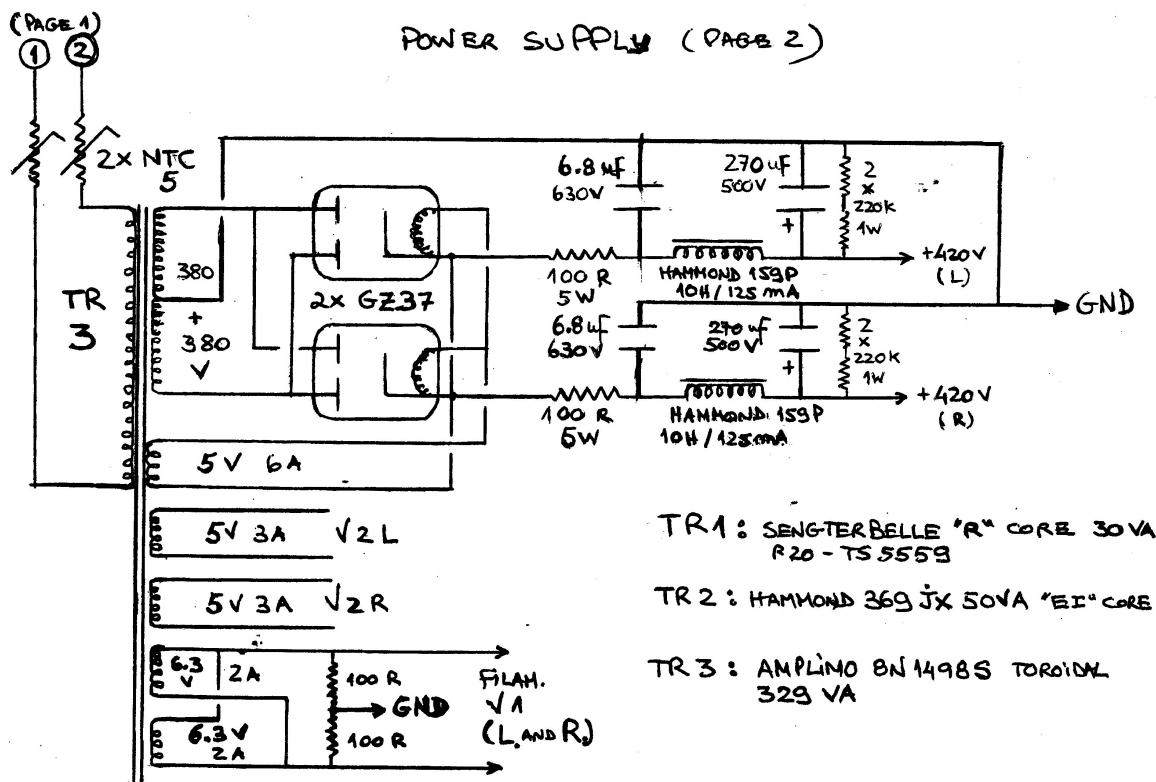 (PAGE 1)
1 2
POWER SUPPLY (PAGE 2)
2x NTC
5
TR
3
380
+
380
V
2x GZ37
6.8 uF
630V
270 uF
500V
+
2
x
220K
1W
100 R
5W
HAMMOND 159P
10H/125 mA
+420V
(L)
GND
6.8 uF
630V
270 uF
500V
+
2
x
220K
1W
100 R
5W
HAMMOND 159P
10H/125mA
+420V
(R)
5V 6A
5V 3A V2L
5V 3A V2R
6.3
V
2A
6.3 V
2A
100 R
GND
100 R
FILAM.
V1
(L. AND R.)
TR1: SENGTERBELLE "R" CORE 30VA
R20 - TS 5559
TR2: HAMMOND 369 JX 50VA "EI" CORE
TR3: AMPLIMO 8N1498S TOROIDAL
329 VA